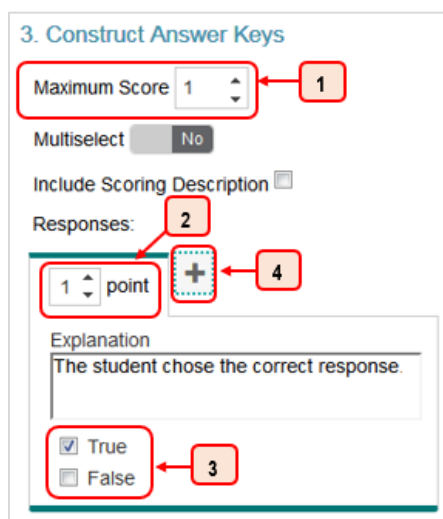 3. Construct Answer Keys
Maximum Score 1
1
Multiselect No
Include Scoring Description
Responses:
2
1 point
+
4
Explanation
The student chose the correct response.
True
False
3